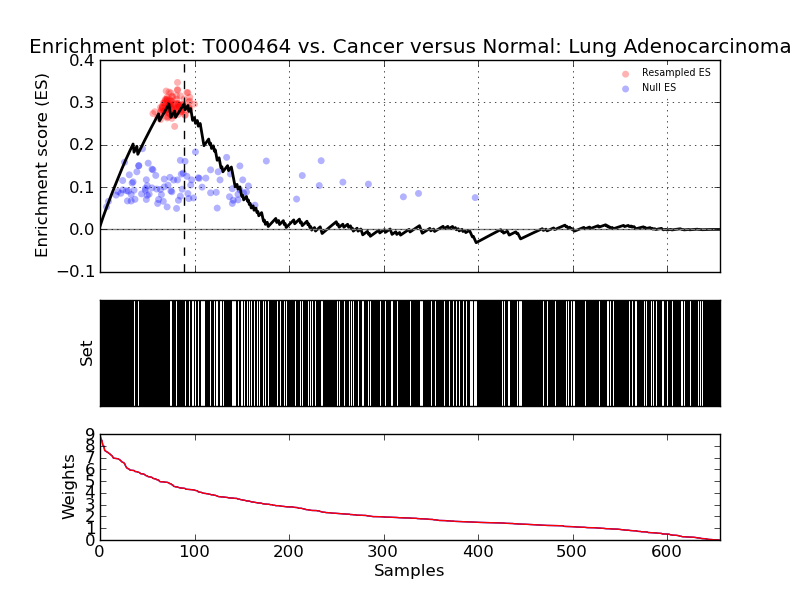 Enrichment plot: T000464 vs. Cancer versus Normal: Lung Adenocarcinoma
0.4
0.3
0.2
0.1
0.0
−0.1
Enrichment score (ES)
Resampled ES
Null ES
Set
9
8
7
6
5
4
3
2
1
0
Weights
0 100 200 300 400 500 600
Samples